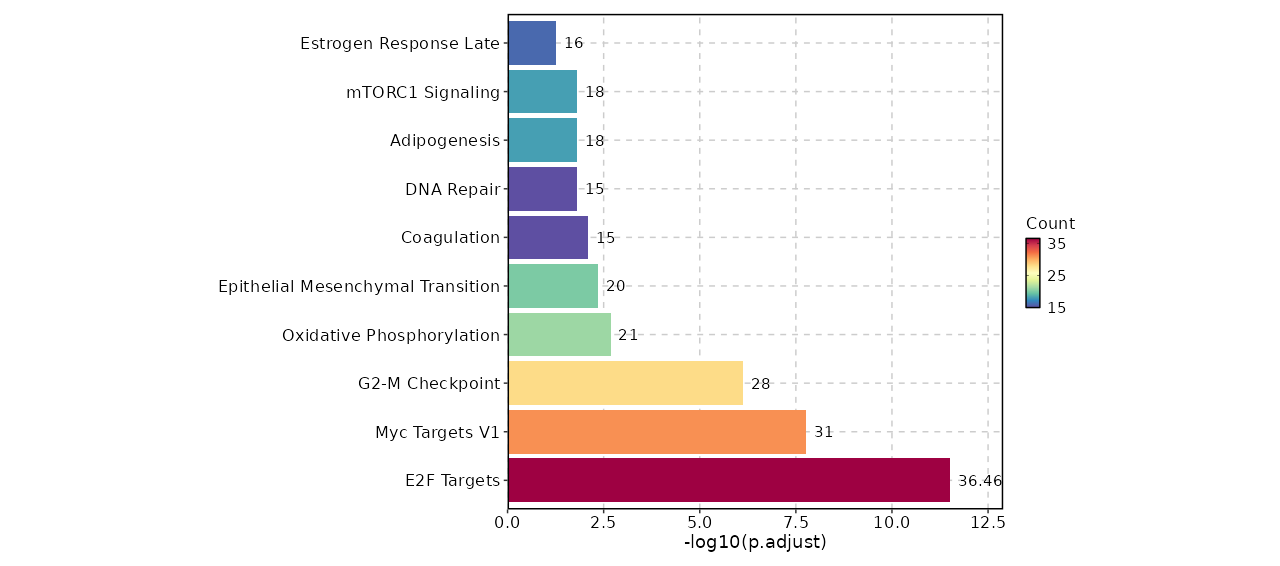 Estrogen Response Late 16
mTORC1 Signaling 18
Adipogenesis 18
DNA Repair 15
Coagulation 15
Epithelial Mesenchymal Transition 20
Oxidative Phosphorylation 21
G2-M Checkpoint 28
Myc Targets V1 31
E2F Targets 36.46
0.0 2.5 5.0 7.5 10.0 12.5
-log10(p.adjust)
Count
35
25
15